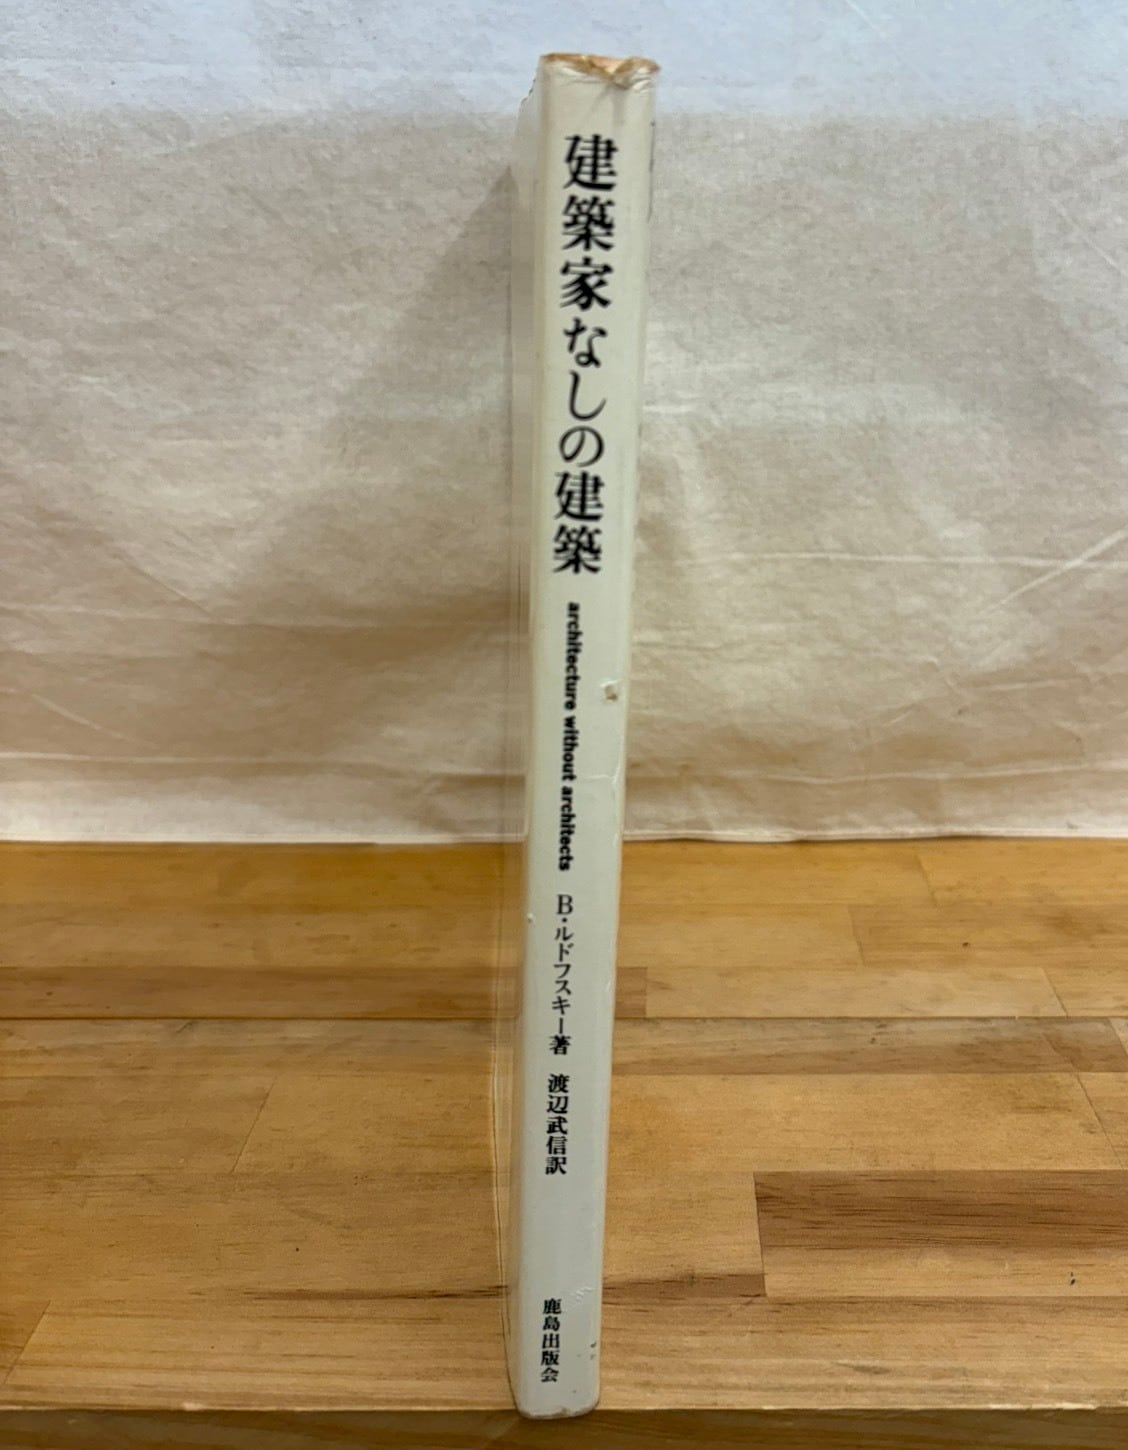 建築家なしの建築
architecture without architects
B・ルドフスキー著
渡辺武信訳
鹿島出版会